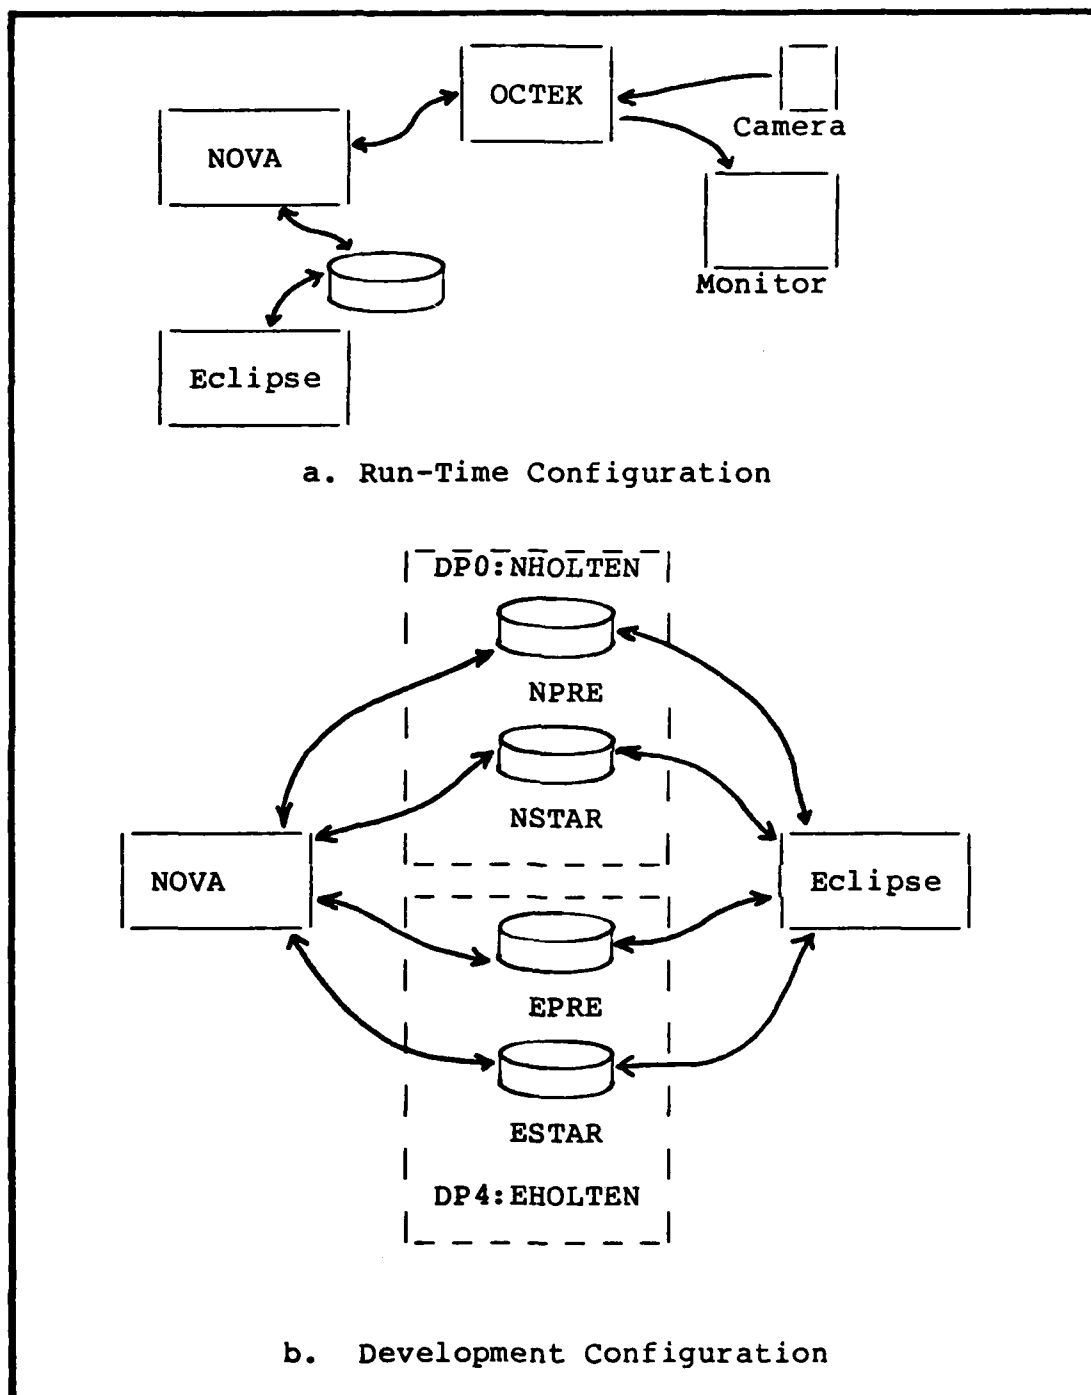 OCTEK
Camera
NOVA
Monitor
Eclipse
a. Run-Time Configuration
DP0:NHOLTEN
NPRE
NSTAR
NOVA
Eclipse
EPRE
ESTAR
DP4:EHOLTEN
b. Development Configuration